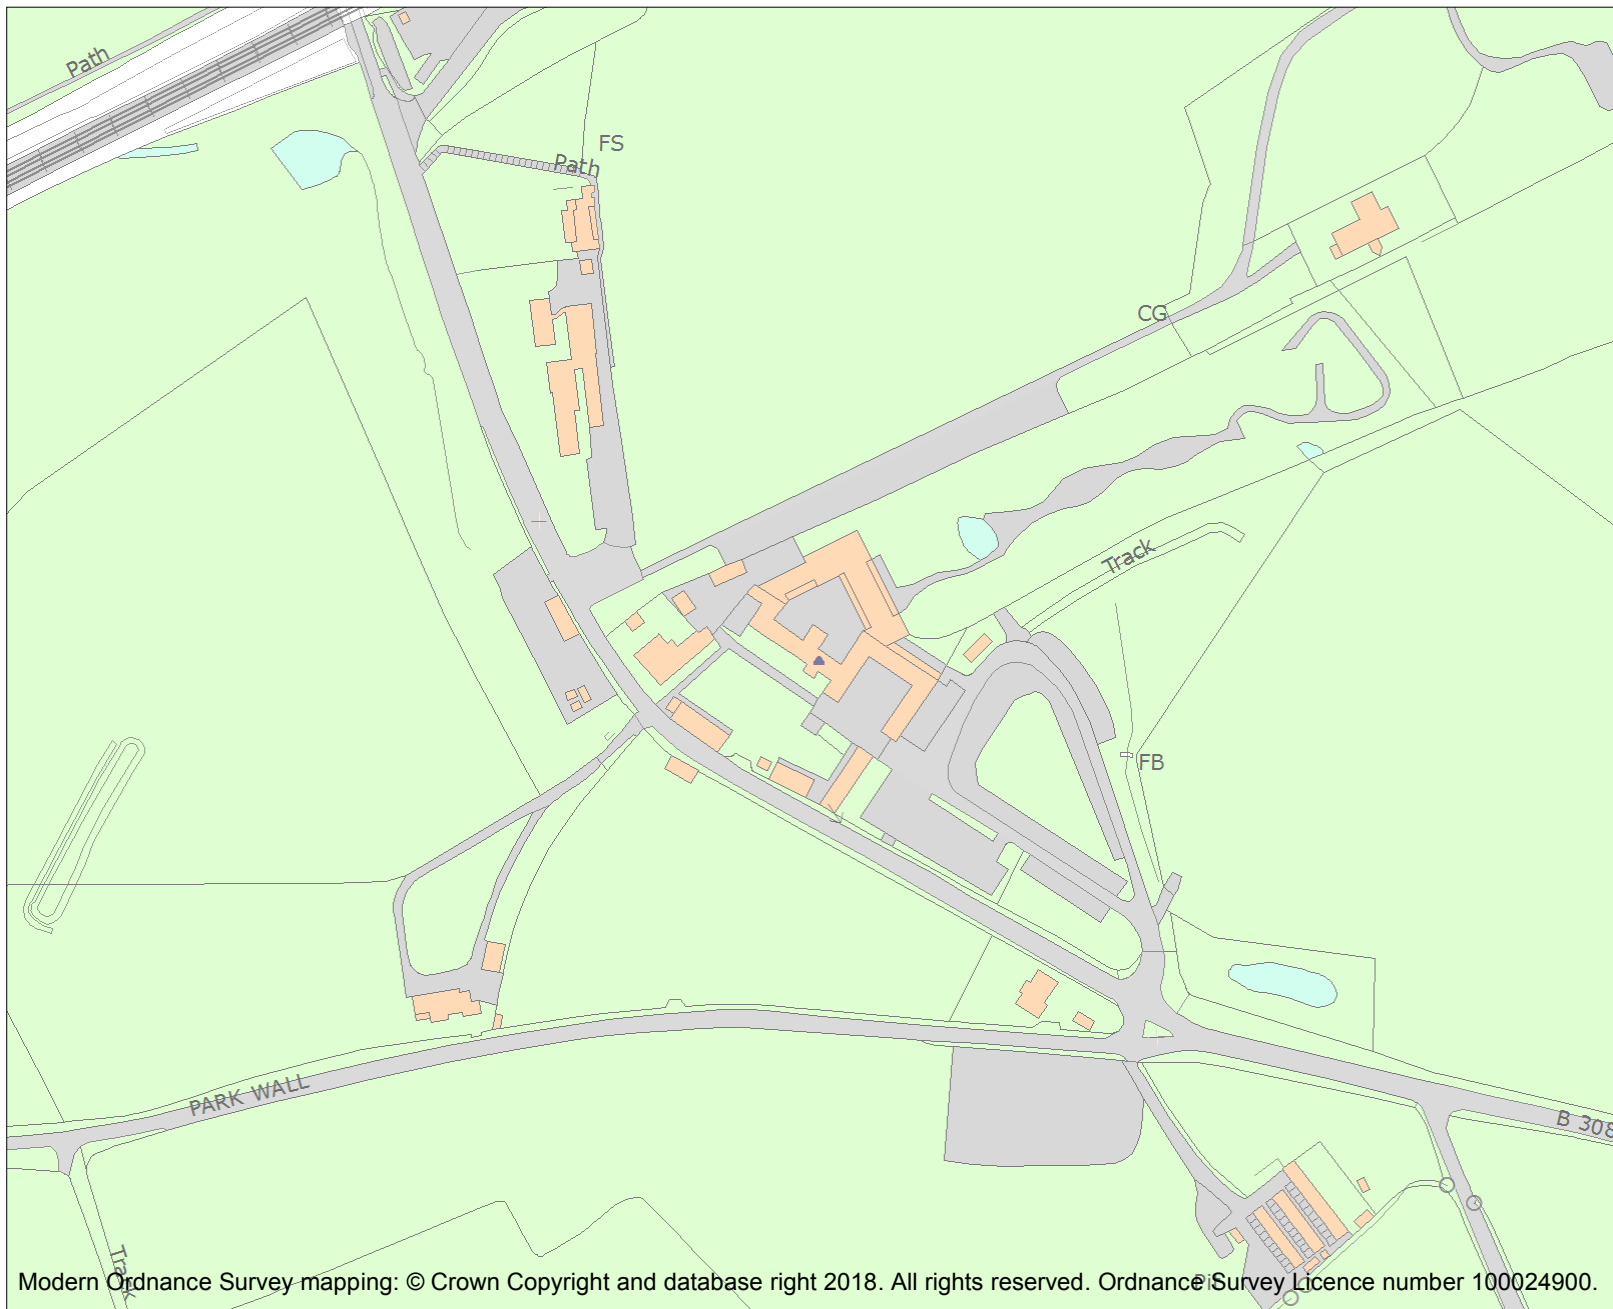 Path
FS
Path
CG
Track
FB
PARK WALL
B 308
Track
Pit
Modern Ordnance Survey mapping: © Crown Copyright and database right 2018. All rights reserved. Ordnance Survey Licence number 100024900.